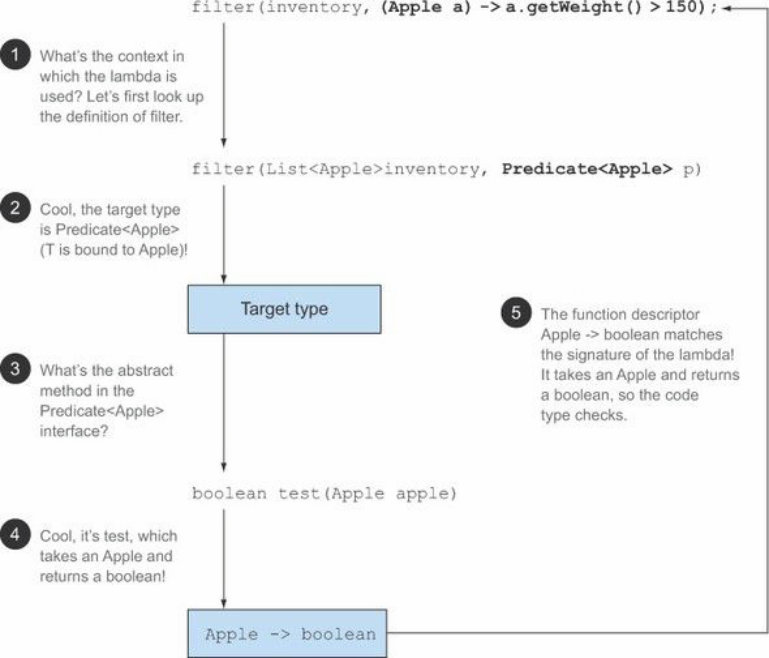 filter(inventory, (Apple a) -> a.getWeight() > 150);
1
What's the context in
which the lambda is
used? Let's first look up
the definition of filter.
filter(List<Apple>inventory, Predicate<Apple> p)
2
Cool, the target type
is Predicate<Apple>
(T is bound to Apple)!
Target type
3
What's the abstract
method in the
Predicate<Apple>
interface?
boolean test(Apple apple)
4
Cool, it's test, which
takes an Apple and
returns a boolean!
Apple -> boolean
5
The function descriptor
Apple -> boolean matches
the signature of the lambda!
It takes an Apple and returns
a boolean, so the code
type checks.